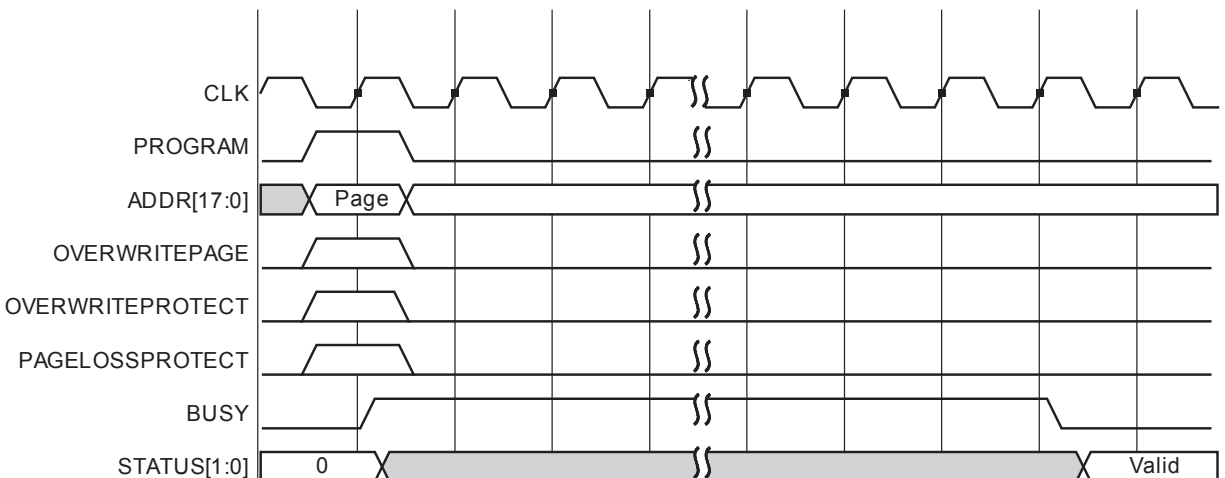 CLK
PROGRAM
ADDR[17:0] Page
OVERWRITEPAGE
OVERWRITEPROTECT
PAGELOSSPROTECT
BUSY
STATUS[1:0] 0 Valid